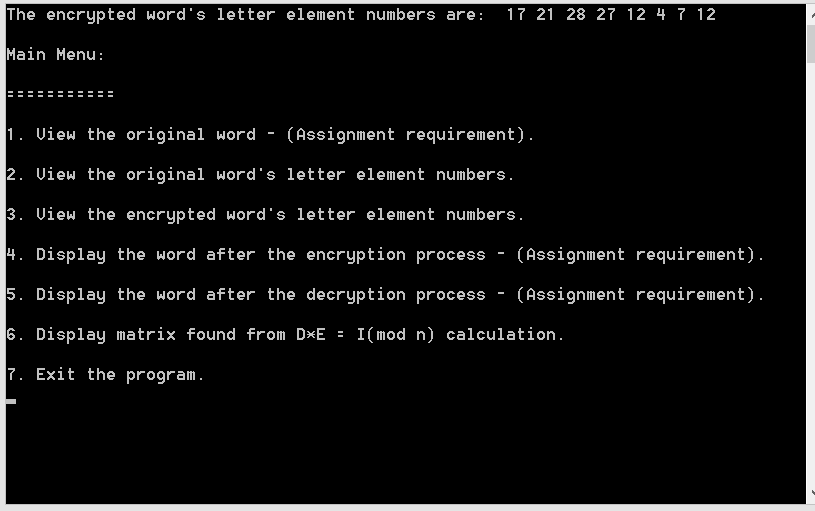 The encrypted word's letter element numbers are:  17 21 28 27 12 4 7 12
Main Menu:
===========
1. View the original word - (Assignment requirement).
2. View the original word's letter element numbers.
3. View the encrypted word's letter element numbers.
4. Display the word after the encryption process - (Assignment requirement).
5. Display the word after the decryption process - (Assignment requirement).
6. Display matrix found from D*E = I(mod n) calculation.
7. Exit the program.